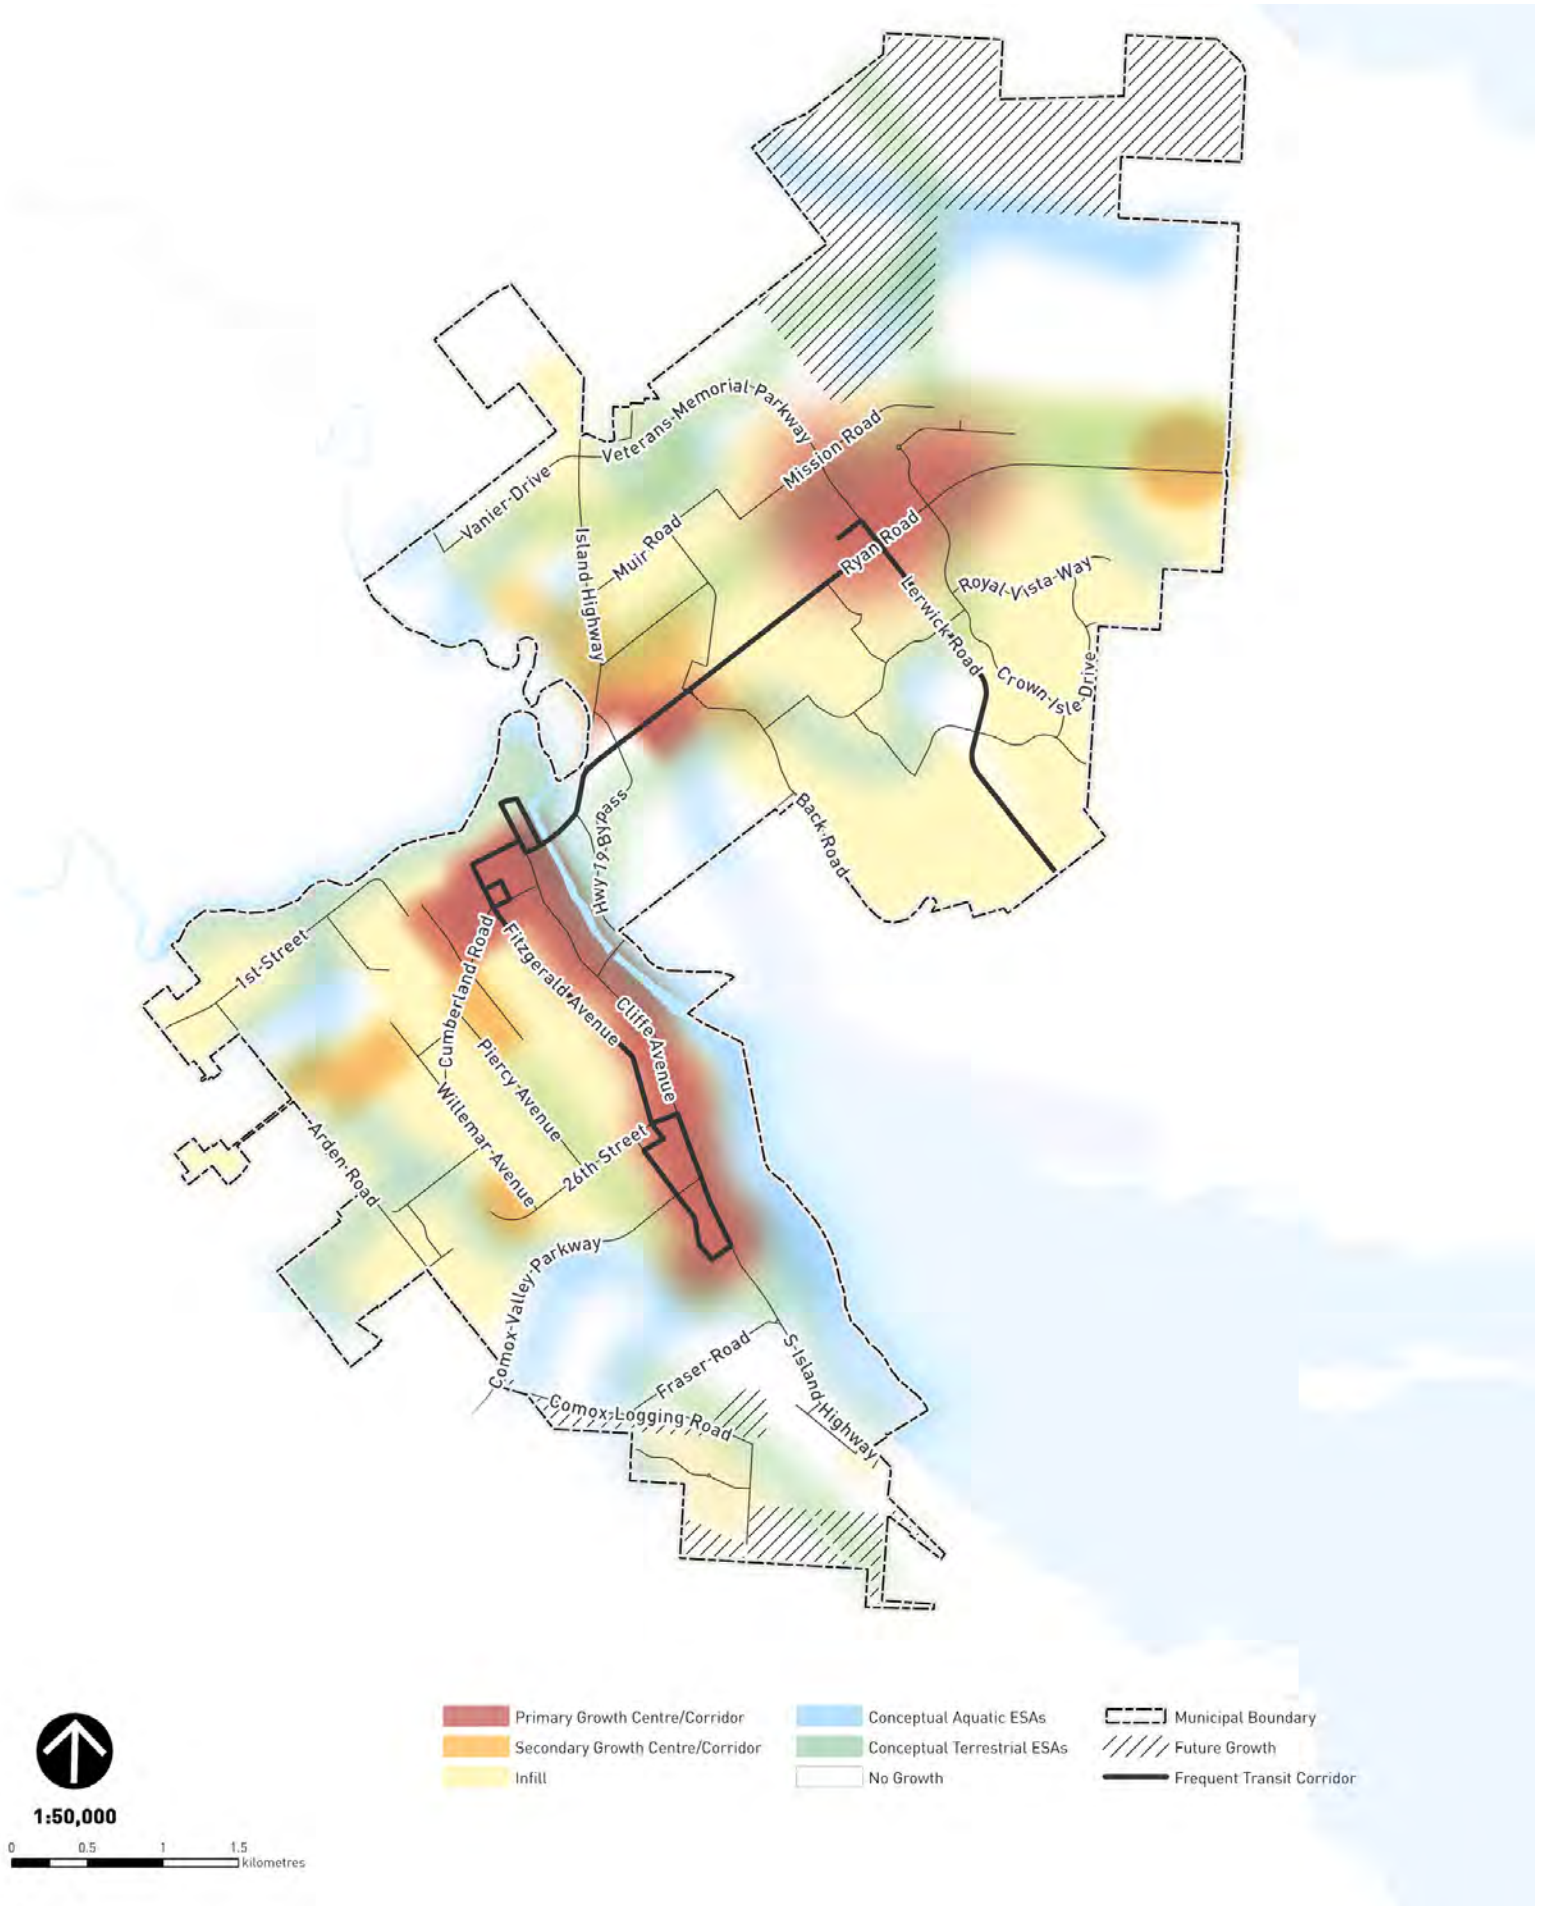 Veterans-Memorial-Parkway
Mission Road
Vanier-Drive
Island-Highway
Muir Road
Ryan Road
Lerwick-Road
Royal-Vista-Way
Crown-Isle-Drive
Back-Road
Hwy-19-Bypass
1st-Street
Cumberland-Road
Fitzgerald-Avenue
Cliffe-Avenue
Piercy-Avenue
Willemar-Avenue
26th-Street
Arden-Road
Comox-Valley-Parkway
Fraser-Road
S-Island-Highway
Comox-Logging-Road
Primary Growth Centre/Corridor
Secondary Growth Centre/Corridor
Infill
Conceptual Aquatic ESAs
Conceptual Terrestrial ESAs
No Growth
Municipal Boundary
Future Growth
Frequent Transit Corridor
1:50,000
0 0.5 1 1.5
kilometres